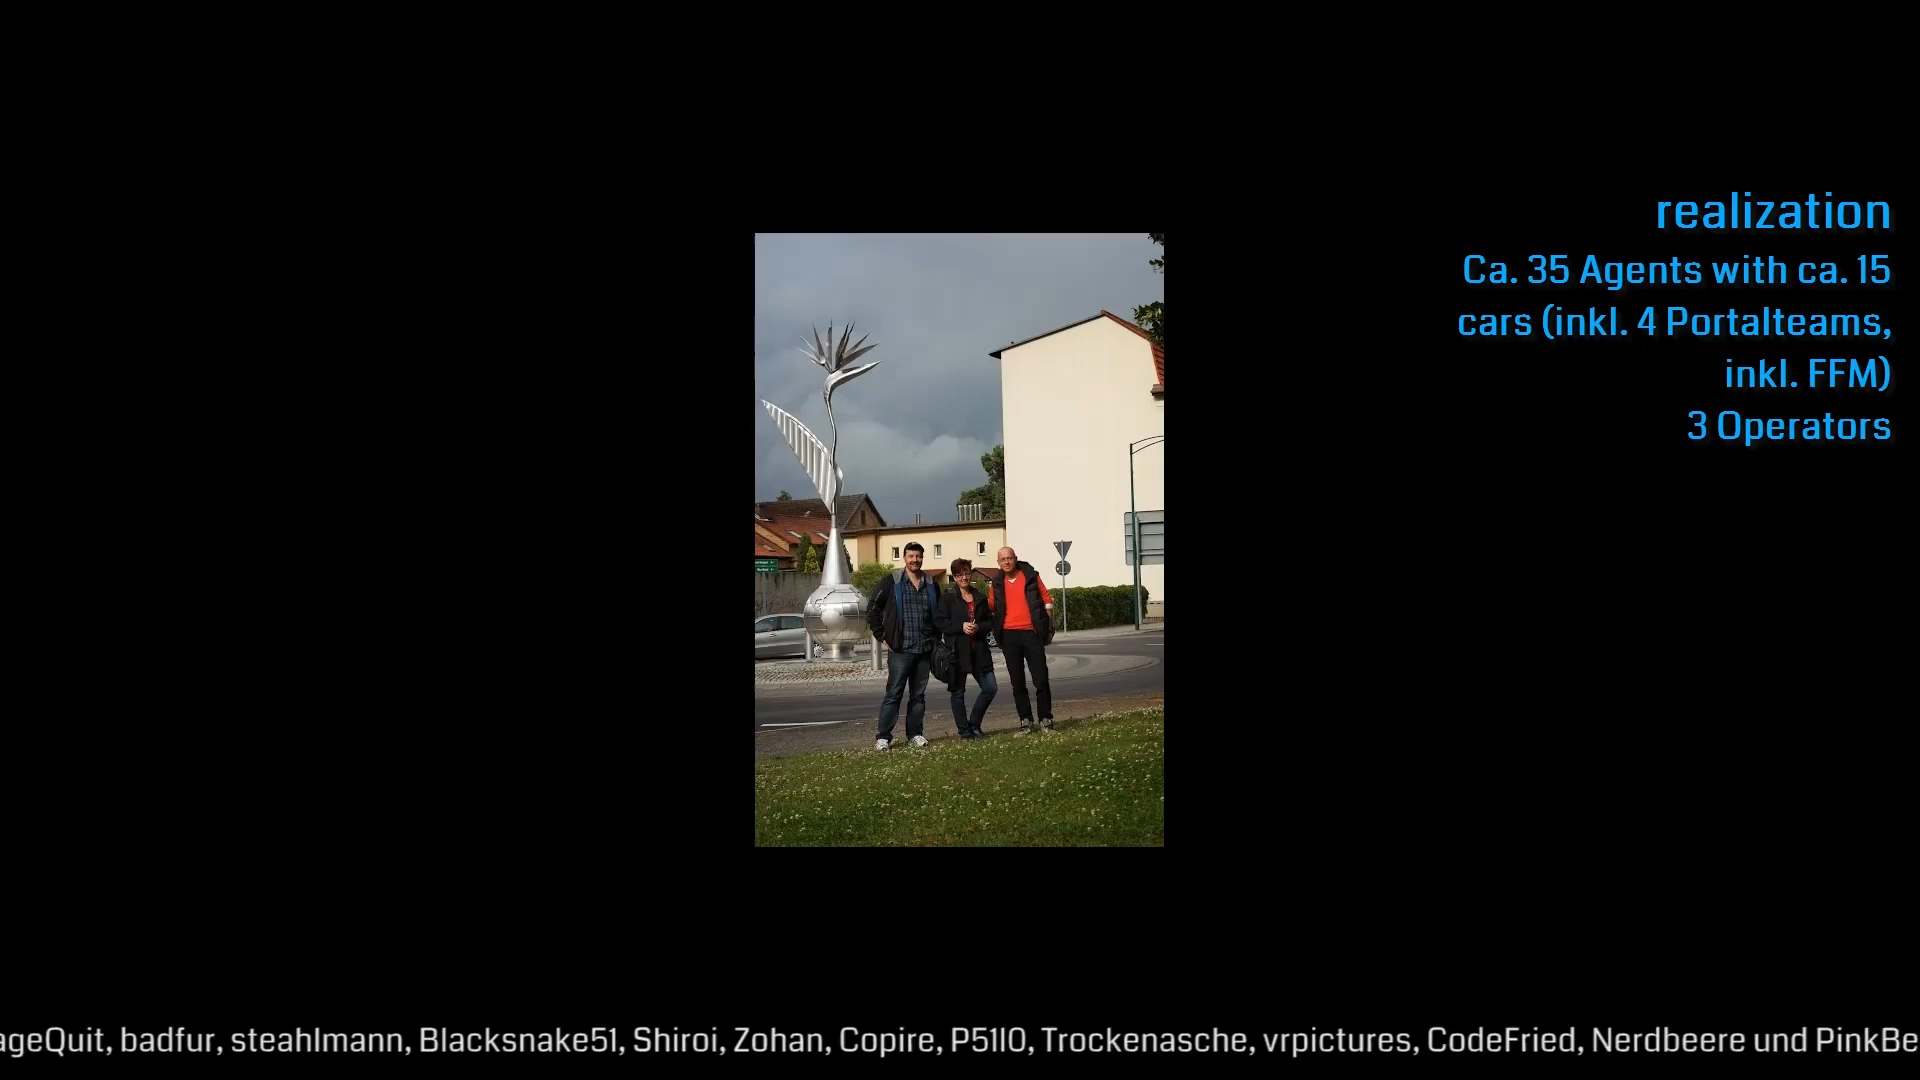 realization
Ca. 35 Agents with ca. 15
cars (inkl. 4 Portalteams,
inkl. FFM)
3 Operators
ageQuit, badfur, steahlmann, Blacksnake51, Shiroi, Zohan, Copire, P51I0, Trockenasche, vrpictures, CodeFried, Nerdbeere und PinkBe